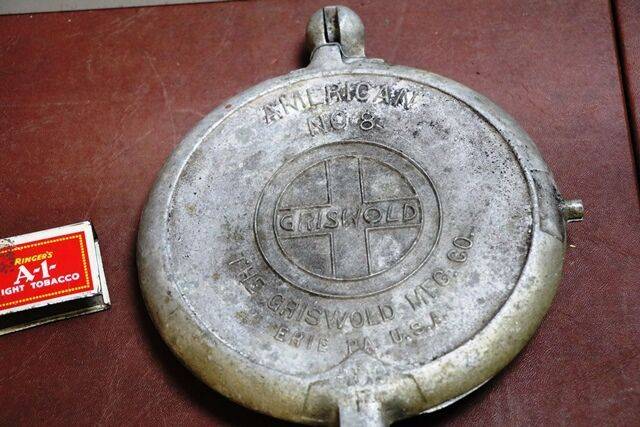 AMERICAN
NO 8
GRISWOLD
THE GRISWOLD MFG CO.
ERIE PA. U.S.A.
RINGER'S
A-1-
IGHT TOBACCO